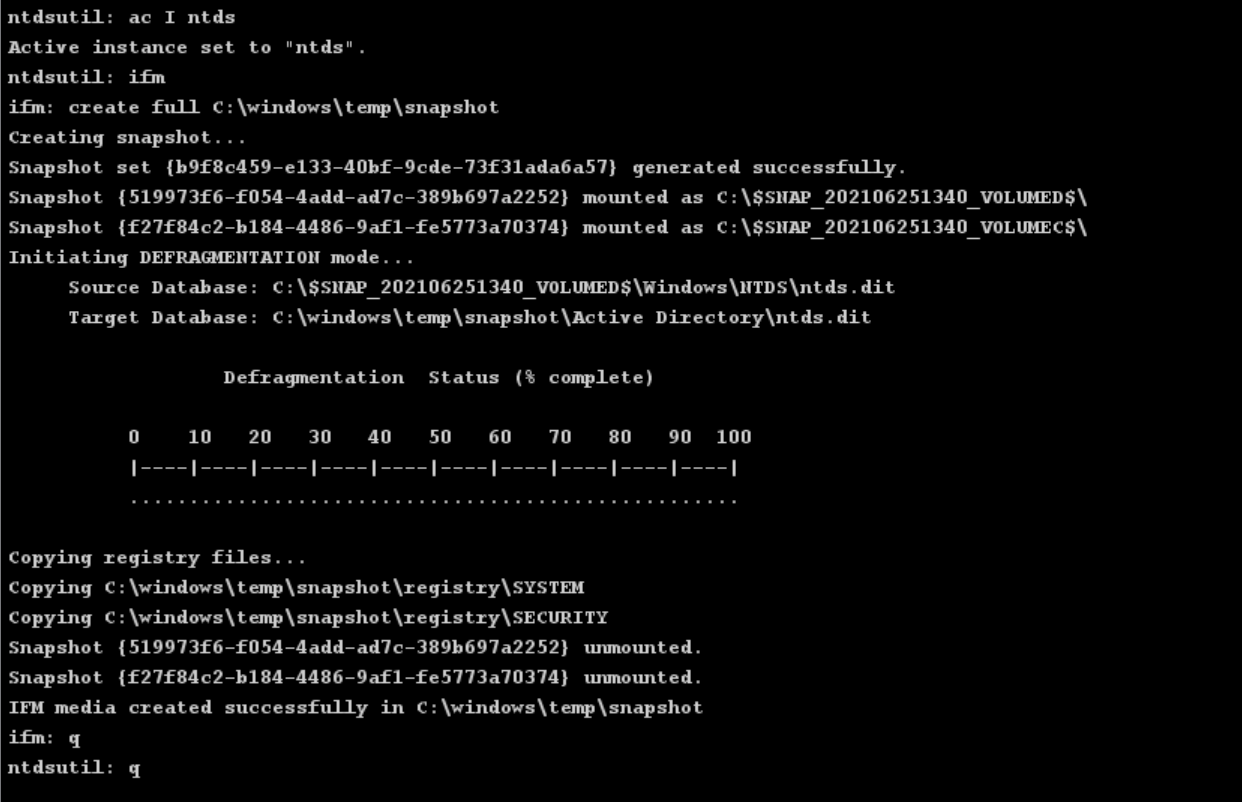 ntdsutil: ac I ntds
Active instance set to "ntds".
ntdsutil: ifm
ifm: create full C:\windows\temp\snapshot
Creating snapshot...
Snapshot set {b9f8c459-e133-40bf-9cde-73f31ada6a57} generated successfully.
Snapshot {519973f6-f054-4add-ad7c-389b697a2252} mounted as C:\$SNAP_202106251340_VOLUMED$\
Snapshot {f27f84c2-b184-4486-9af1-fe5773a70374} mounted as C:\$SNAP_202106251340_VOLUMEC$\
Initiating DEFRAGMENTATION mode...
     Source Database: C:\$SNAP_202106251340_VOLUMED$\Windows\NTDS\ntds.dit
     Target Database: C:\windows\temp\snapshot\Active Directory\ntds.dit
                  Defragmentation  Status (% complete)
          0    10   20   30   40   50   60   70   80   90  100
          |----|----|----|----|----|----|----|----|----|----|
          ...................................................
Copying registry files...
Copying C:\windows\temp\snapshot\registry\SYSTEM
Copying C:\windows\temp\snapshot\registry\SECURITY
Snapshot {519973f6-f054-4add-ad7c-389b697a2252} unmounted.
Snapshot {f27f84c2-b184-4486-9af1-fe5773a70374} unmounted.
IFM media created successfully in C:\windows\temp\snapshot
ifm: q
ntdsutil: q